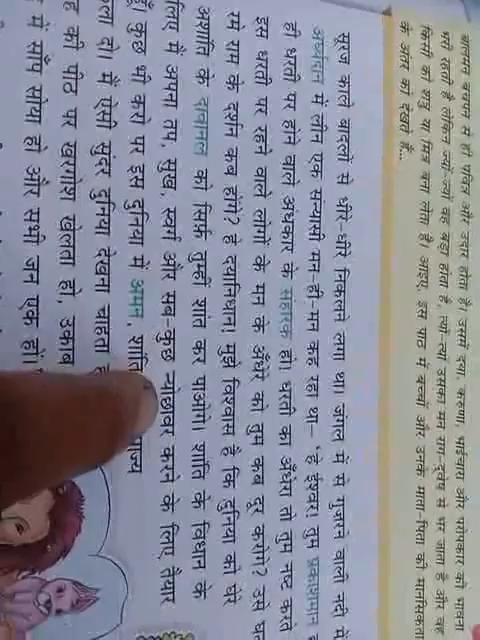 बालमन बचपन से ही पवित्र और उदार होता है। उसमें दया, करुणा, भाईचारा और परोपकार की भावना
भरी रहती है लेकिन ज्यों-ज्यों वह बड़ा होता है, त्यों-त्यों उसका मन राग-द्वेष से भर जाता है और वह
किसी को शत्रु या मित्र बना लेता है। आइए, इस पाठ में बच्चों और उनके माता-पिता की मानसिकता
के अंतर को देखते हैं...
सूरज काले बादलों से धीरे-धीरे निकलने लगा था। जंगल में से गुज़रने वाली नदी में
अर्घ्यदान में लीन एक संन्यासी मन ही मन कह रहा था- "हे ईश्वर! तुम प्रकाशमान
हो धरती पर होने वाले अंधकार के संहारक हो। धरती का अँधेरा तो तुम नष्ट करते
इस धरती पर रहने वाले लोगों के मन के अँधेरे को तुम कब दूर करोगे? उसे
में राम के दर्शन कब होंगे? हे दयानिधान! मुझे विश्वास है कि दुनिया को घेरे
अशांति के दावानल को सिर्फ़ तुम्हीं शांत कर पाओगे। शांति के विधान के
लिए मैं अपना तप, सुख, स्वर्ग और सब-कुछ न्योछावर करने के लिए तैयार
हूँ। कुछ भी करो पर इस दुनिया में अमन, शांति
ला दो। मैं ऐसी सुंदर दुनिया देखना चाहता
की पीठ पर खरगोश खेलता हो, उकाब
में साँप सोया हो और सभी जन एक हों।